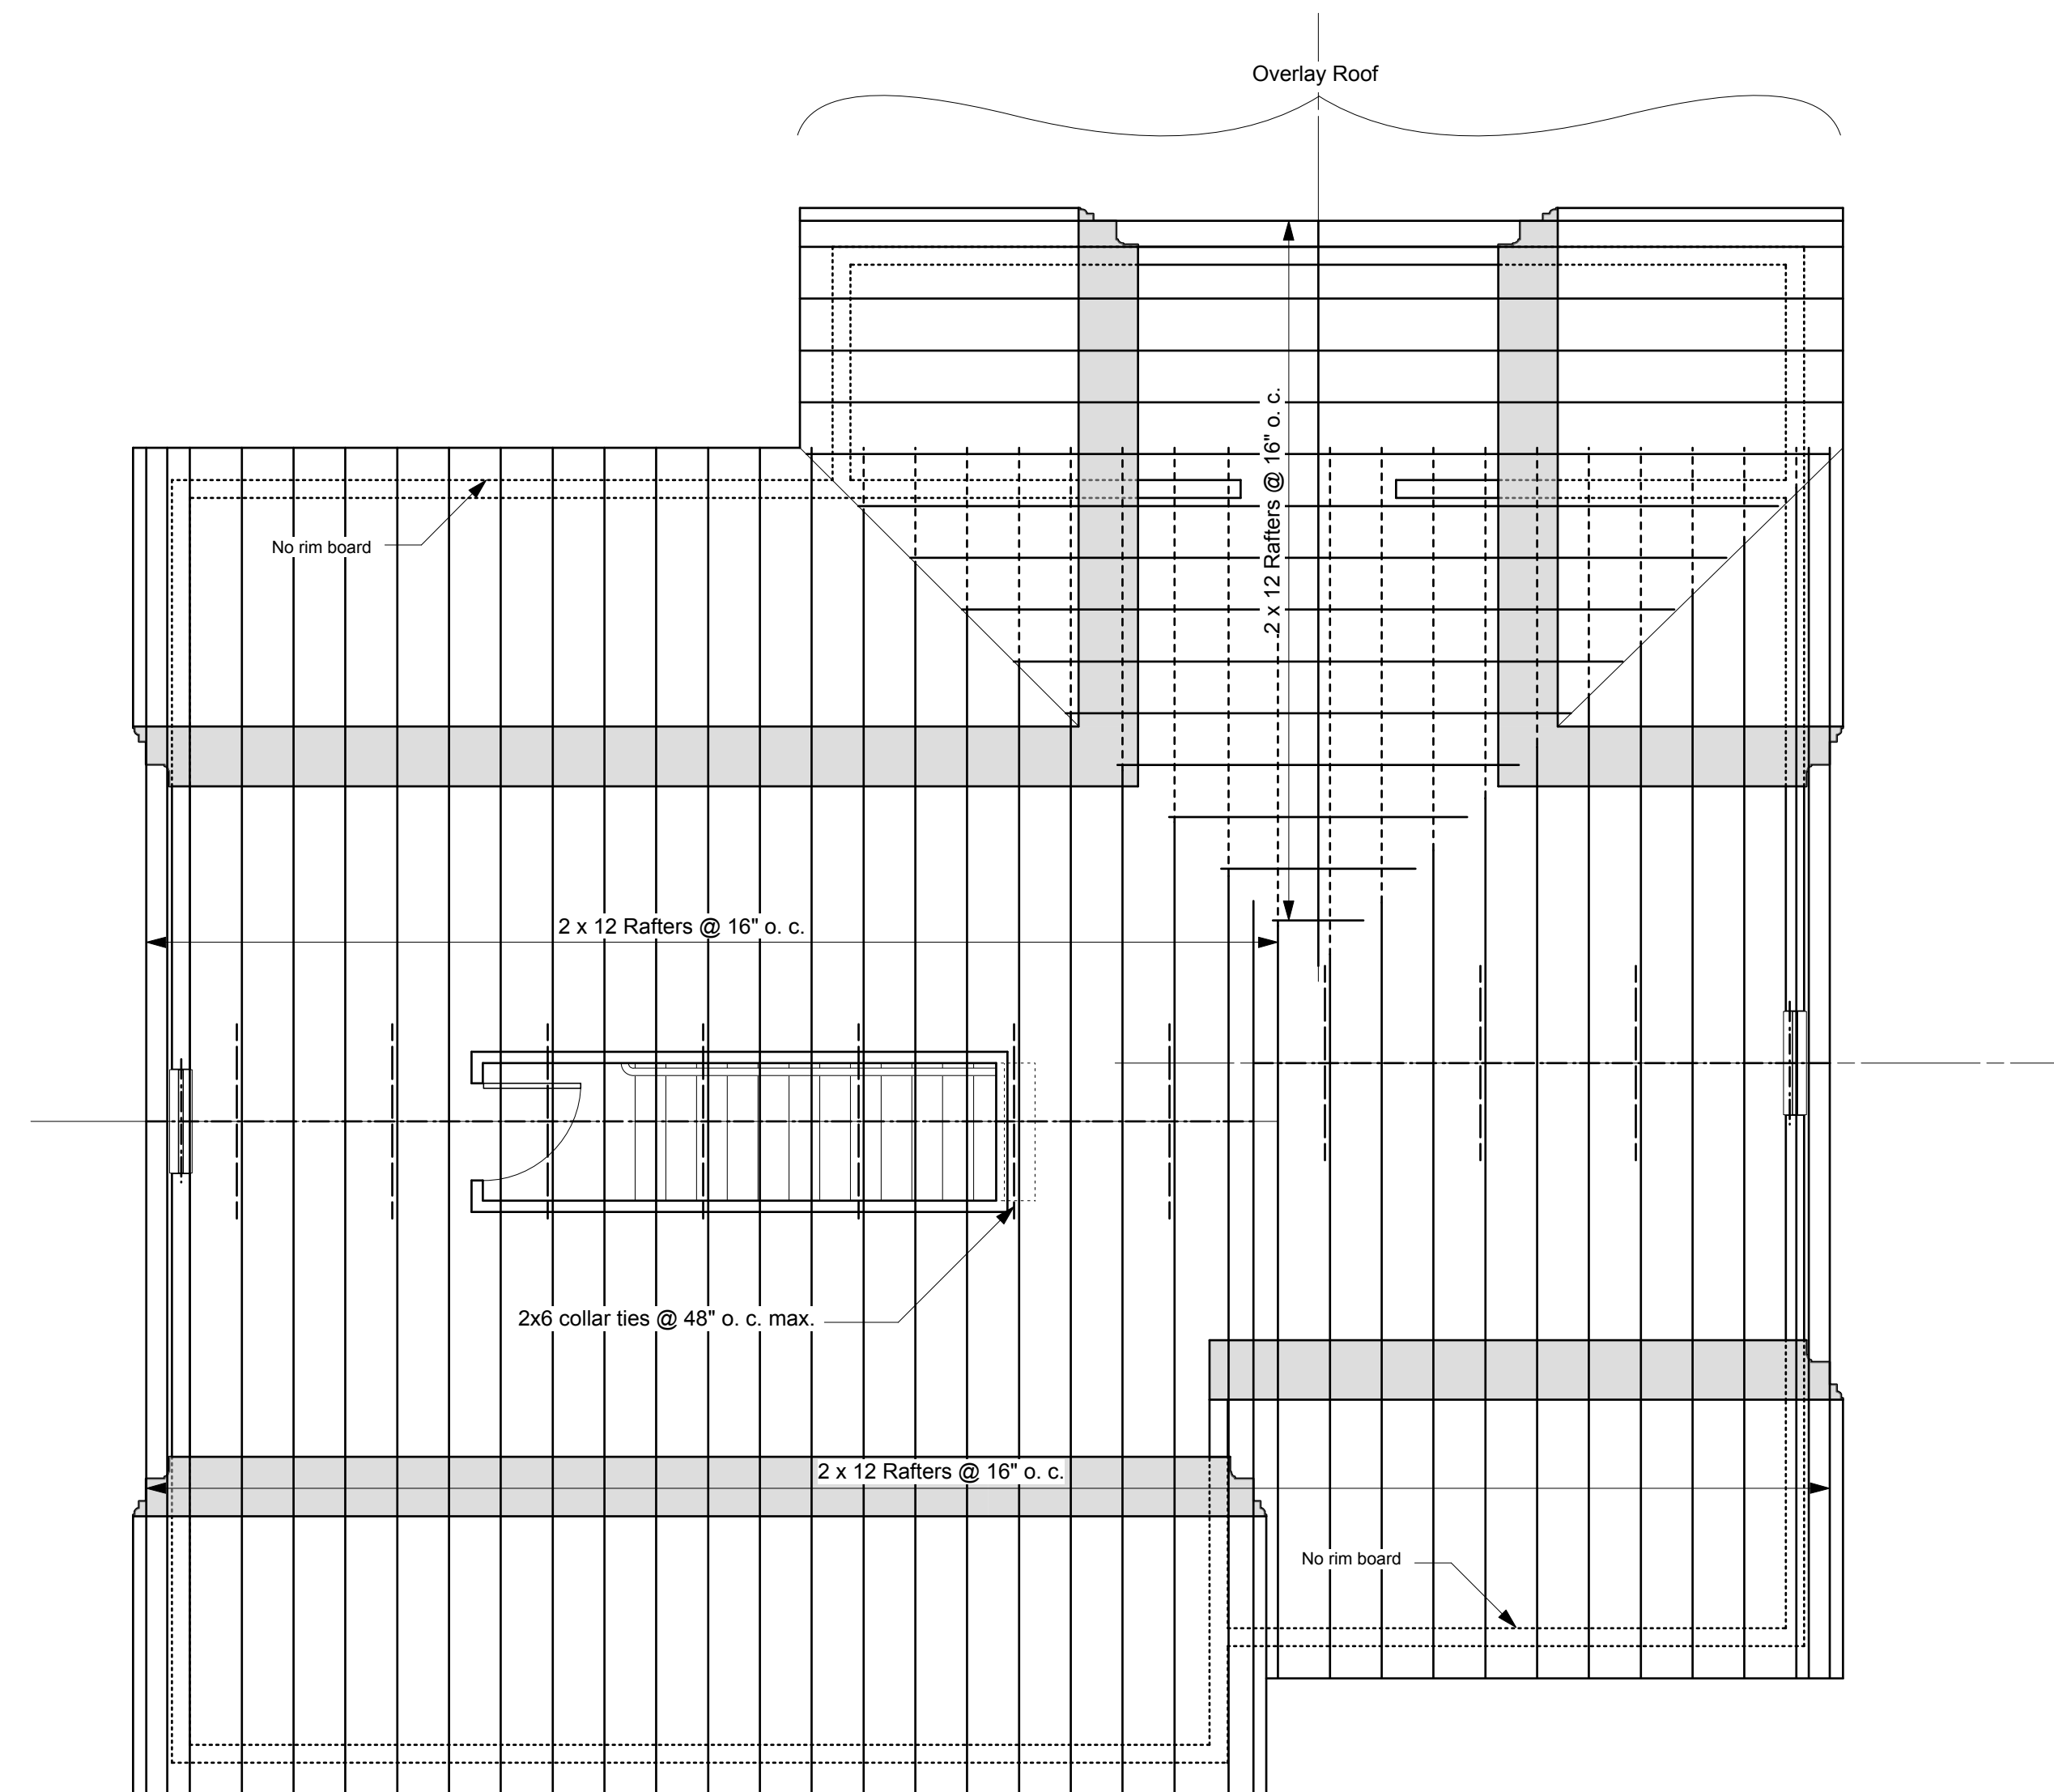 Overlay Roof
2 x 12 Rafters @ 16" o. c.
No rim board
2 x 12 Rafters @ 16" o. c.
2x6 collar ties @ 48" o. c. max.
2 x 12 Rafters @ 16" o. c.
No rim board